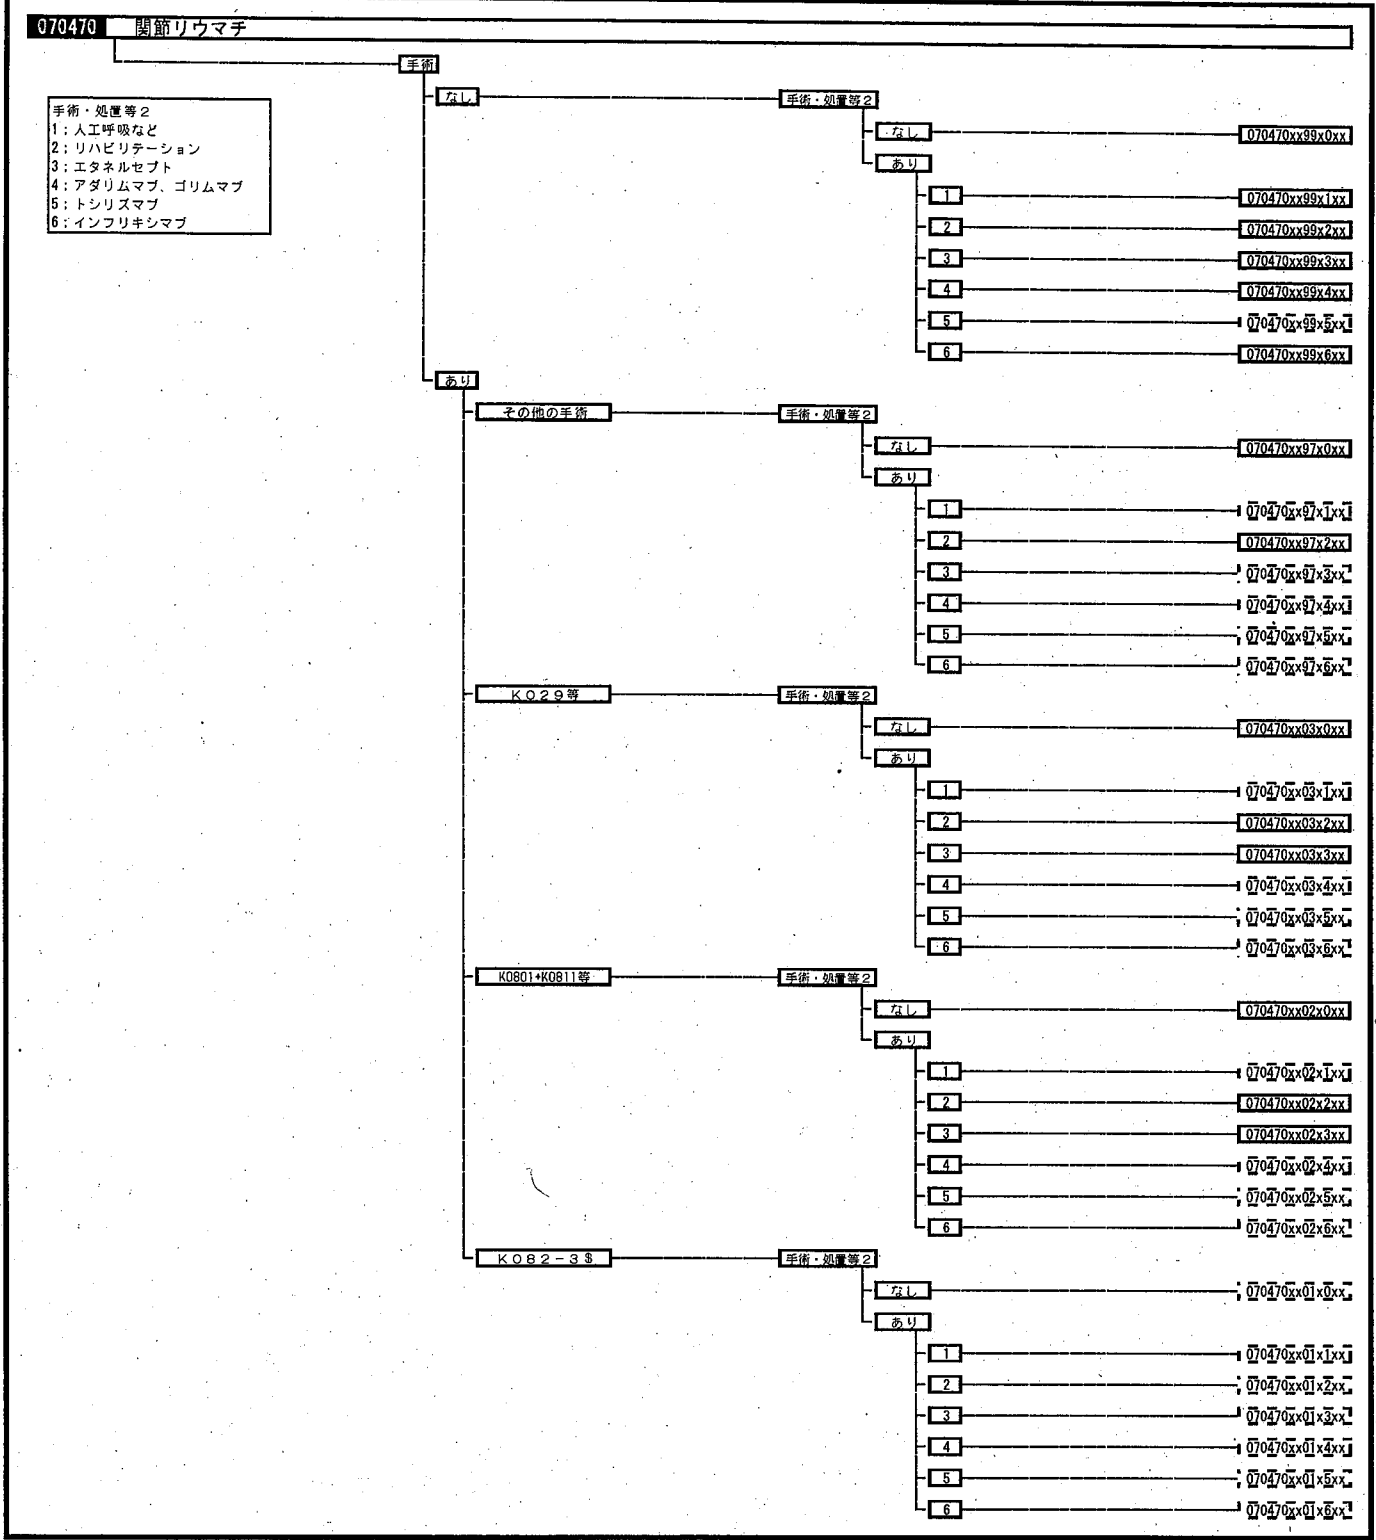 070470 関節リウマチ
手術
手術・処置等2
1；人工呼吸など
2；リハビリテーション
3；エタネルセプト
4；アダリムマブ、ゴリムマブ
5；トシリズマブ
6；インフリキシマブ
なし 手術・処置等2
なし 070470xx99x0xx
あり
1 070470xx99x1xx
2 070470xx99x2xx
3 070470xx99x3xx
4 070470xx99x4xx
5 070470xx99x5xx
6 070470xx99x6xx
あり
その他の手術 手術・処置等2
なし 070470xx97x0xx
あり
1 070470xx97x1xx
2 070470xx97x2xx
3 070470xx97x3xx
4 070470xx97x4xx
5 070470xx97x5xx
6 070470xx97x6xx
K029等 手術・処置等2
なし 070470xx03x0xx
あり
1 070470xx03x1xx
2 070470xx03x2xx
3 070470xx03x3xx
4 070470xx03x4xx
5 070470xx03x5xx
6 070470xx03x6xx
K0801+K0811等 手術・処置等2
なし 070470xx02x0xx
あり
1 070470xx02x1xx
2 070470xx02x2xx
3 070470xx02x3xx
4 070470xx02x4xx
5 070470xx02x5xx
6 070470xx02x6xx
K082-3$ 手術・処置等2
なし 070470xx01x0xx
あり
1 070470xx01x1xx
2 070470xx01x2xx
3 070470xx01x3xx
4 070470xx01x4xx
5 070470xx01x5xx
6 070470xx01x6xx